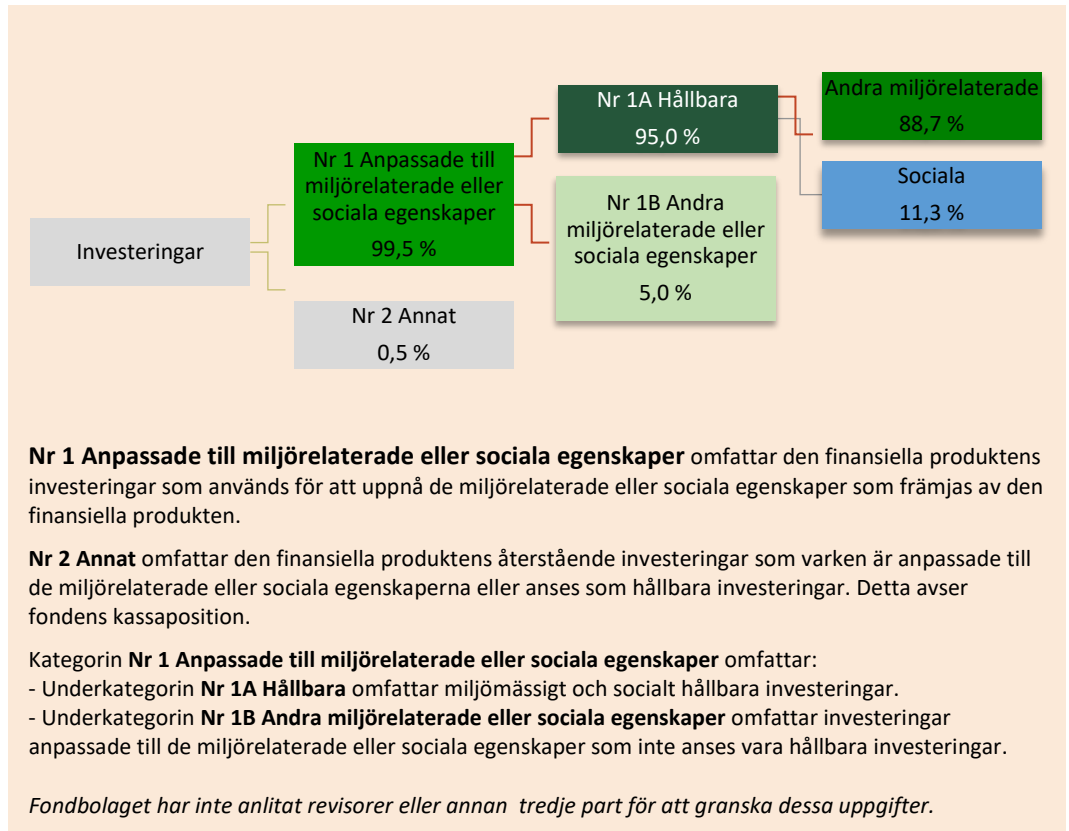 Investeringar
Nr 1 Anpassade till
miljörelaterade eller
sociala egenskaper
99,5 %
Nr 2 Annat
0,5 %
Nr 1A Hållbara
95,0 %
Nr 1B Andra
miljörelaterade eller
sociala egenskaper
5,0 %
Andra miljörelaterade
88,7 %
Sociala
11,3 %
Nr 1 Anpassade till miljörelaterade eller sociala egenskaper omfattar den finansiella produktens
investeringar som används för att uppnå de miljörelaterade eller sociala egenskaper som främjas av den
finansiella produkten.
Nr 2 Annat omfattar den finansiella produktens återstående investeringar som varken är anpassade till
de miljörelaterade eller sociala egenskaperna eller anses som hållbara investeringar. Detta avser
fondens kassaposition.
Kategorin Nr 1 Anpassade till miljörelaterade eller sociala egenskaper omfattar:
- Underkategorin Nr 1A Hållbara omfattar miljömässigt och socialt hållbara investeringar.
- Underkategorin Nr 1B Andra miljörelaterade eller sociala egenskaper omfattar investeringar
anpassade till de miljörelaterade eller sociala egenskaper som inte anses vara hållbara investeringar.
Fondbolaget har inte anlitat revisorer eller annan tredje part för att granska dessa uppgifter.